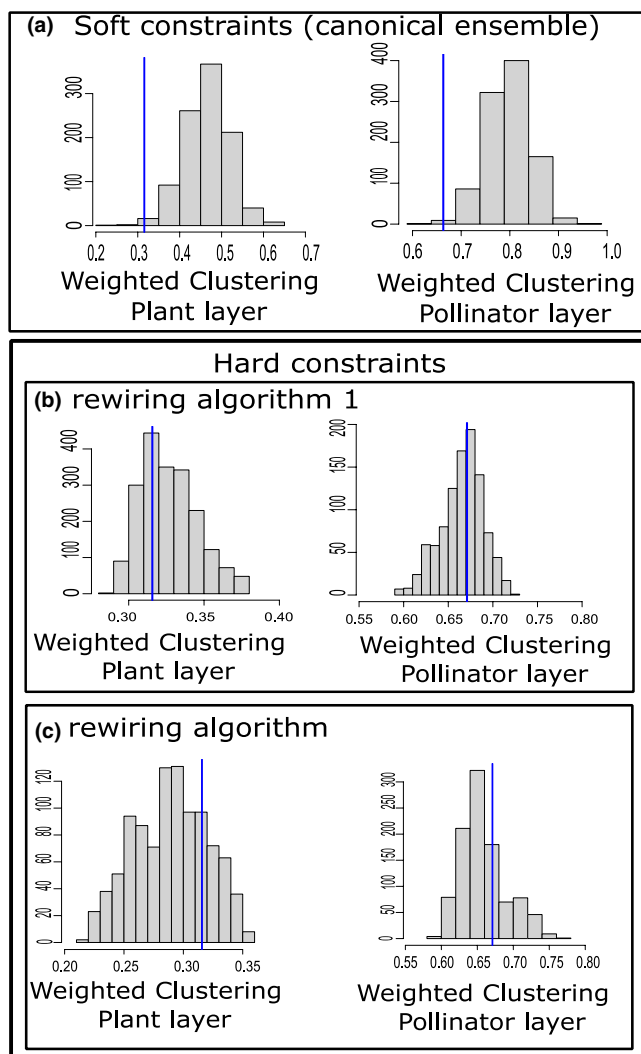 (a) Soft constraints (canonical ensemble)
0 100 200 300
0.2 0.3 0.4 0.5 0.6 0.7
Weighted Clustering
Plant layer
0 100 200 300 400
0.6 0.7 0.8 0.9 1.0
Weighted Clustering
Pollinator layer
Hard constraints
(b) rewiring algorithm 1
0 100 200 300 400
0.30 0.35 0.40
Weighted Clustering
Plant layer
0 50 100 150 200
0.55 0.60 0.65 0.70 0.75 0.80
Weighted Clustering
Pollinator layer
(c) rewiring algorithm
0 20 40 60 80 120
0.20 0.25 0.30 0.35
Weighted Clustering
Plant layer
0 50 100 150 200 250 300
0.55 0.60 0.65 0.70 0.75 0.80
Weighted Clustering
Pollinator layer